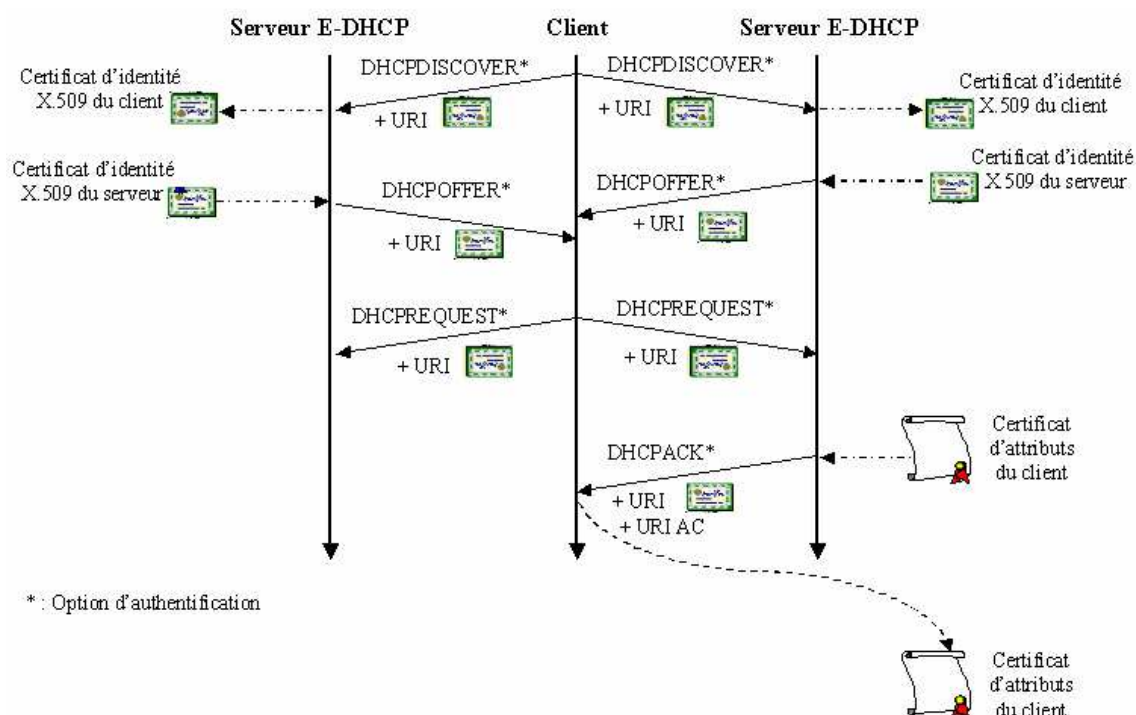 Serveur E-DHCP
Client
Serveur E-DHCP
Certificat d'identité
X.509 du client
DHCPDISCOVER*
+ URI
DHCPDISCOVER*
+ URI
Certificat d'identité
X.509 du client
Certificat d'identité
X.509 du serveur
DHCPOFFER*
+ URI
DHCPOFFER*
+ URI
Certificat d'identité
X.509 du serveur
DHCPREQUEST*
+ URI
DHCPREQUEST*
+ URI
DHCPACK*
+ URI
+ URI AC
Certificat
d'attributs
du client
* : Option d'authentification
Certificat
d'attributs
du client